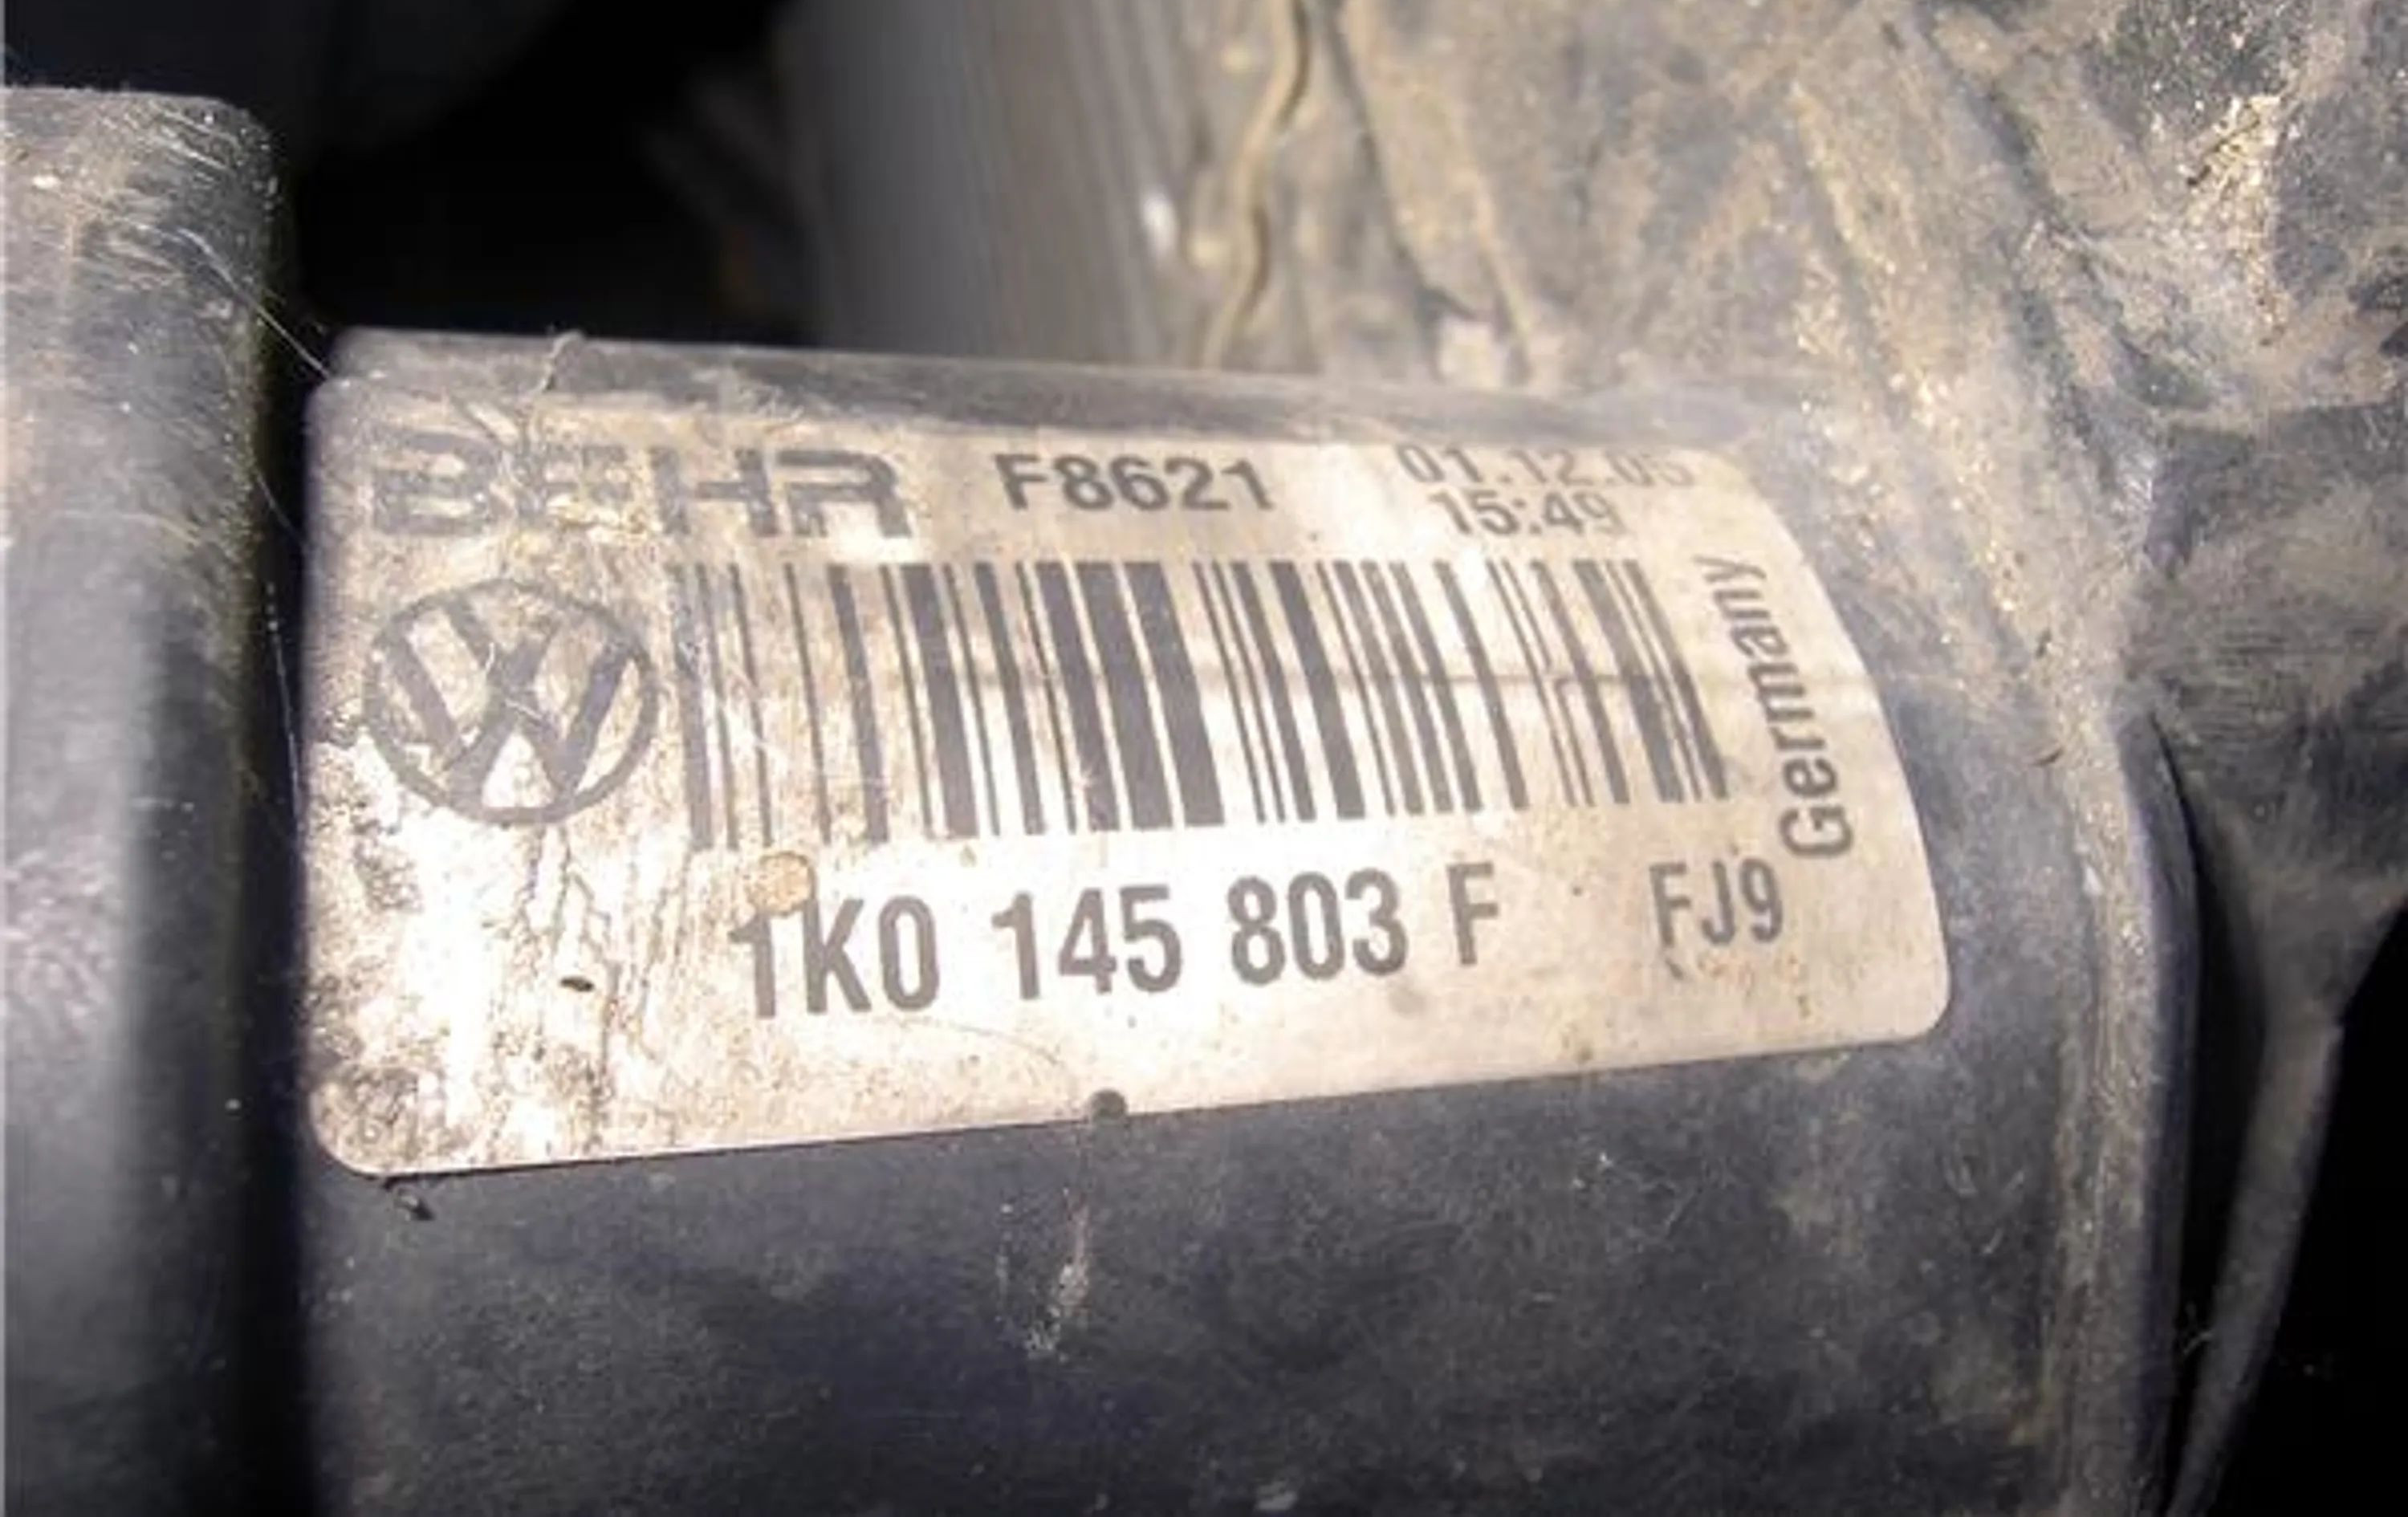 BEHR F8621 01.12.05
15:49
Germany
1K0 145 803 F FJ9